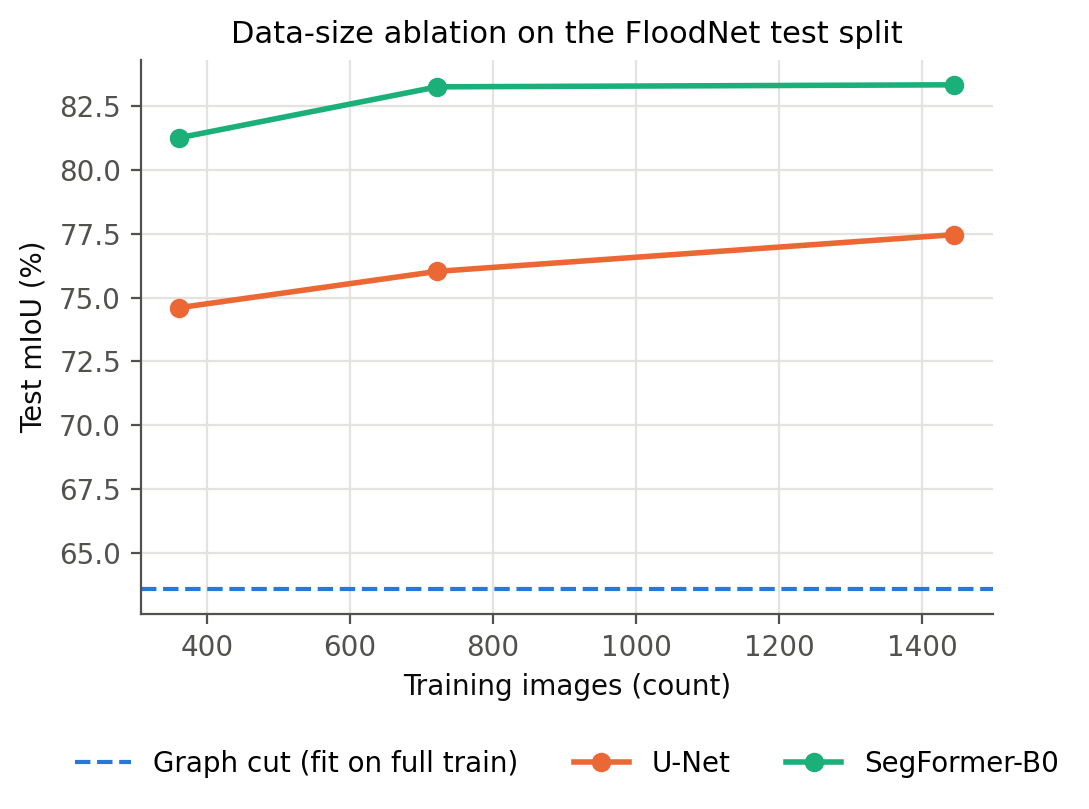 Data-size ablation on the FloodNet test split
Test mIoU (%)
82.5
80.0
77.5
75.0
72.5
70.0
67.5
65.0
400 600 800 1000 1200 1400
Training images (count)
Graph cut (fit on full train) U-Net SegFormer-B0